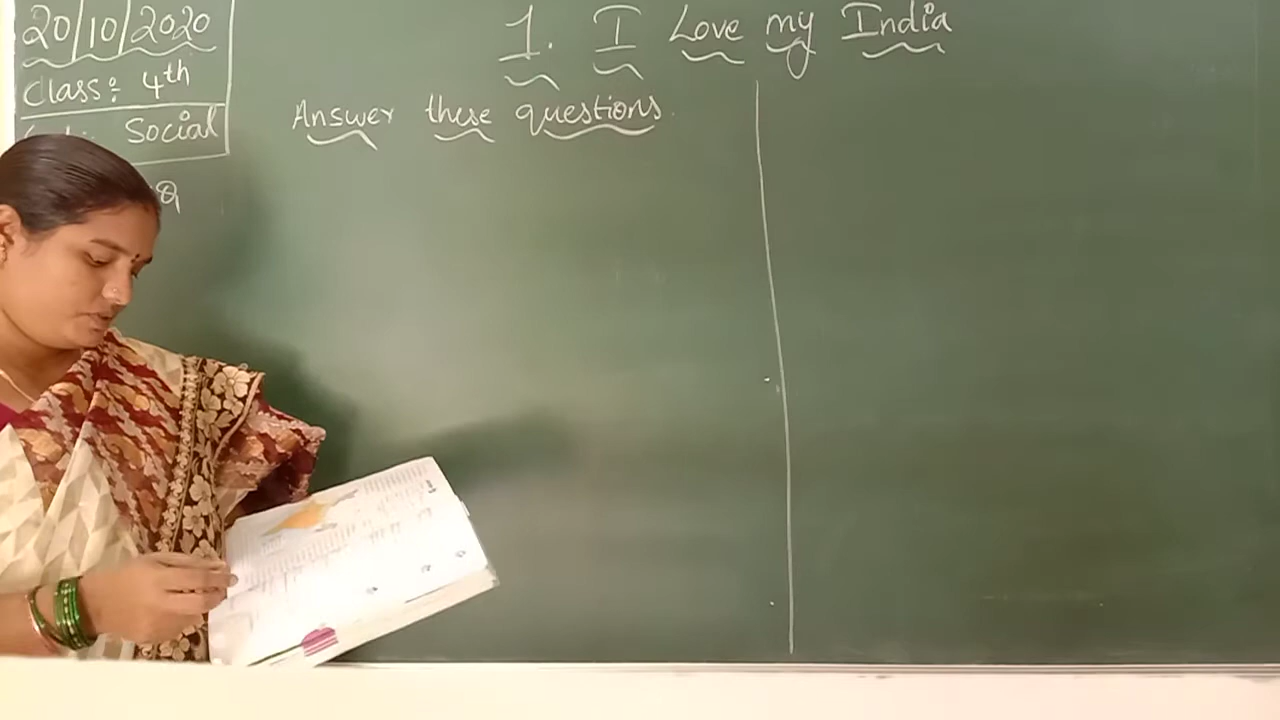 20/10/2020
Class: 4th
Social
1. I Love my India
Answer these questions.